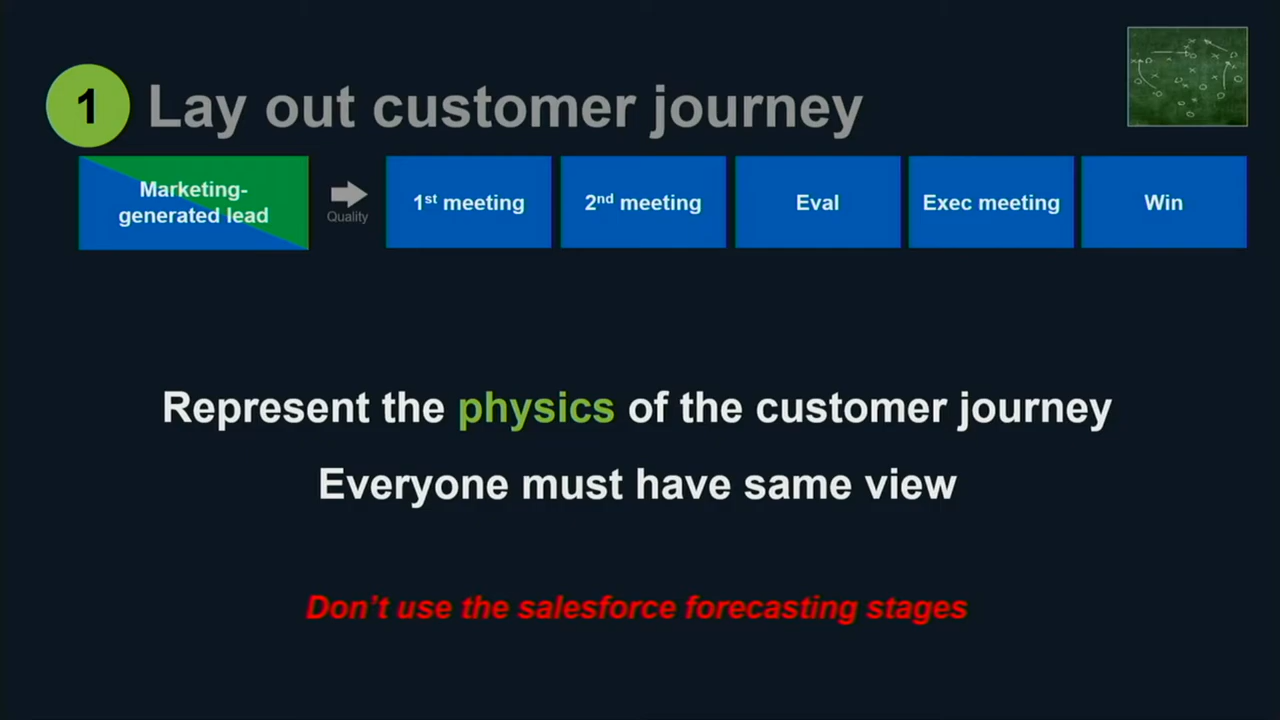 1
Lay out customer journey
Marketing-
generated lead
Quality
1st meeting
2nd meeting
Eval
Exec meeting
Win
Represent the physics of the customer journey
Everyone must have same view
Don’t use the salesforce forecasting stages